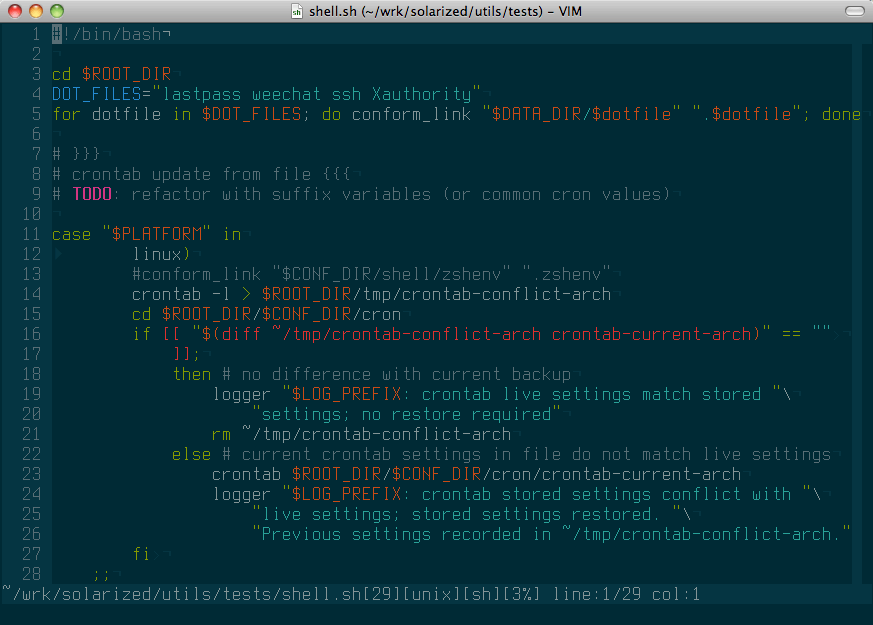 shell.sh (~/wrk/solarized/utils/tests) - VIM
1 #!/bin/bash¬
2 ¬
3 cd $ROOT_DIR¬
4 DOT_FILES="lastpass weechat ssh Xauthority"¬
5 for dotfile in $DOT_FILES; do conform_link "$DATA_DIR/$dotfile" ".$dotfile"; done
6 ¬
7 # }}}¬
8 # crontab update from file {{{¬
9 # TODO: refactor with suffix variables (or common cron values)¬
10 ¬
11 case "$PLATFORM" in¬
12 linux)¬
13 #conform_link "$CONF_DIR/shell/zshenv" ".zshenv"¬
14 crontab -l > $ROOT_DIR/tmp/crontab-conflict-arch¬
15 cd $ROOT_DIR/$CONF_DIR/cron¬
16 if [[ "$(diff ~/tmp/crontab-conflict-arch crontab-current-arch)" == ""¬
17 ]];¬
18 then # no difference with current backup¬
19 logger "$LOG_PREFIX: crontab live settings match stored "\¬
20 "settings; no restore required"¬
21 rm ~/tmp/crontab-conflict-arch¬
22 else # current crontab settings in file do not match live settings¬
23 crontab $ROOT_DIR/$CONF_DIR/cron/crontab-current-arch¬
24 logger "$LOG_PREFIX: crontab stored settings conflict with "\¬
25 "live settings; stored settings restored. "\¬
26 "Previous settings recorded in ~/tmp/crontab-conflict-arch."
27 fi¬
28 ;;¬
~/wrk/solarized/utils/tests/shell.sh[29][unix][sh][3%] line:1/29 col:1